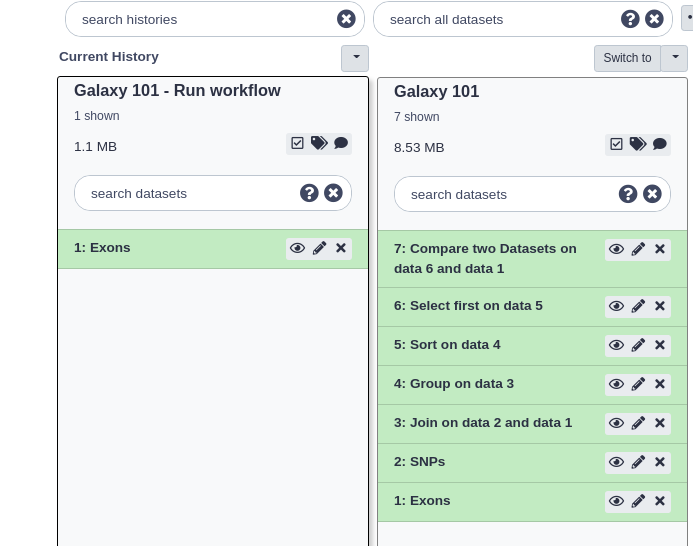 search histories
search all datasets
Current History
Switch to
Galaxy 101 - Run workflow
1 shown
1.1 MB
search datasets
1: Exons
Galaxy 101
7 shown
8.53 MB
search datasets
7: Compare two Datasets on
data 6 and data 1
6: Select first on data 5
5: Sort on data 4
4: Group on data 3
3: Join on data 2 and data 1
2: SNPs
1: Exons